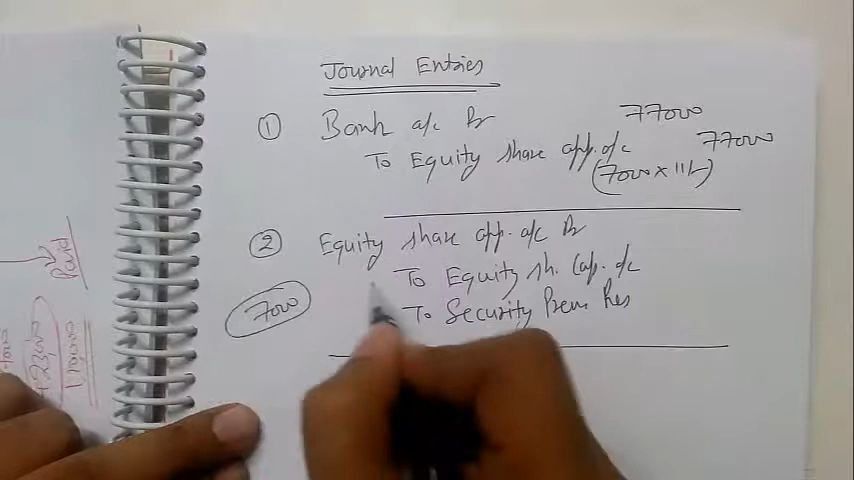 Journal Entries
① Bank a/c Dr 77000
To Equity share app. a/c 77000
(7000 x 11/-)
② Equity share app. a/c Dr
To Equity sh. Cap. a/c
7000
To Security Prem Res
Paid